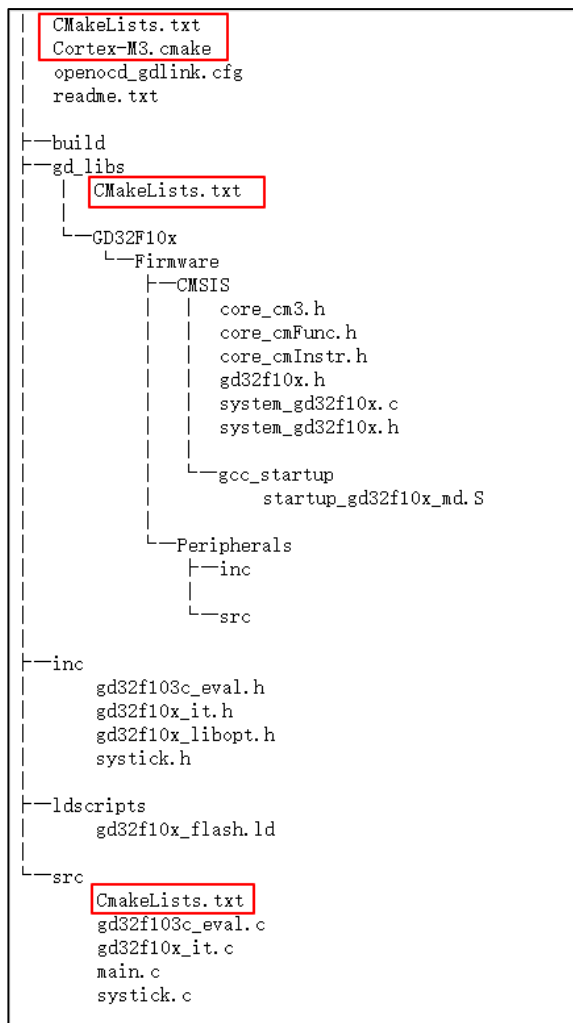 CMakeLists.txt
Cortex-M3.cmake
openocd_gdlink.cfg
readme.txt
build
gd_libs
CMakeLists.txt
GD32F10x
Firmware
CMSIS
core_cm3.h
core_cmFunc.h
core_cmInstr.h
gd32f10x.h
system_gd32f10x.c
system_gd32f10x.h
gcc_startup
startup_gd32f10x_md.S
Peripherals
inc
src
inc
gd32f103c_eval.h
gd32f10x_it.h
gd32f10x_libopt.h
systick.h
ldscripts
gd32f10x_flash.ld
src
CmakeLists.txt
gd32f103c_eval.c
gd32f10x_it.c
main.c
systick.c